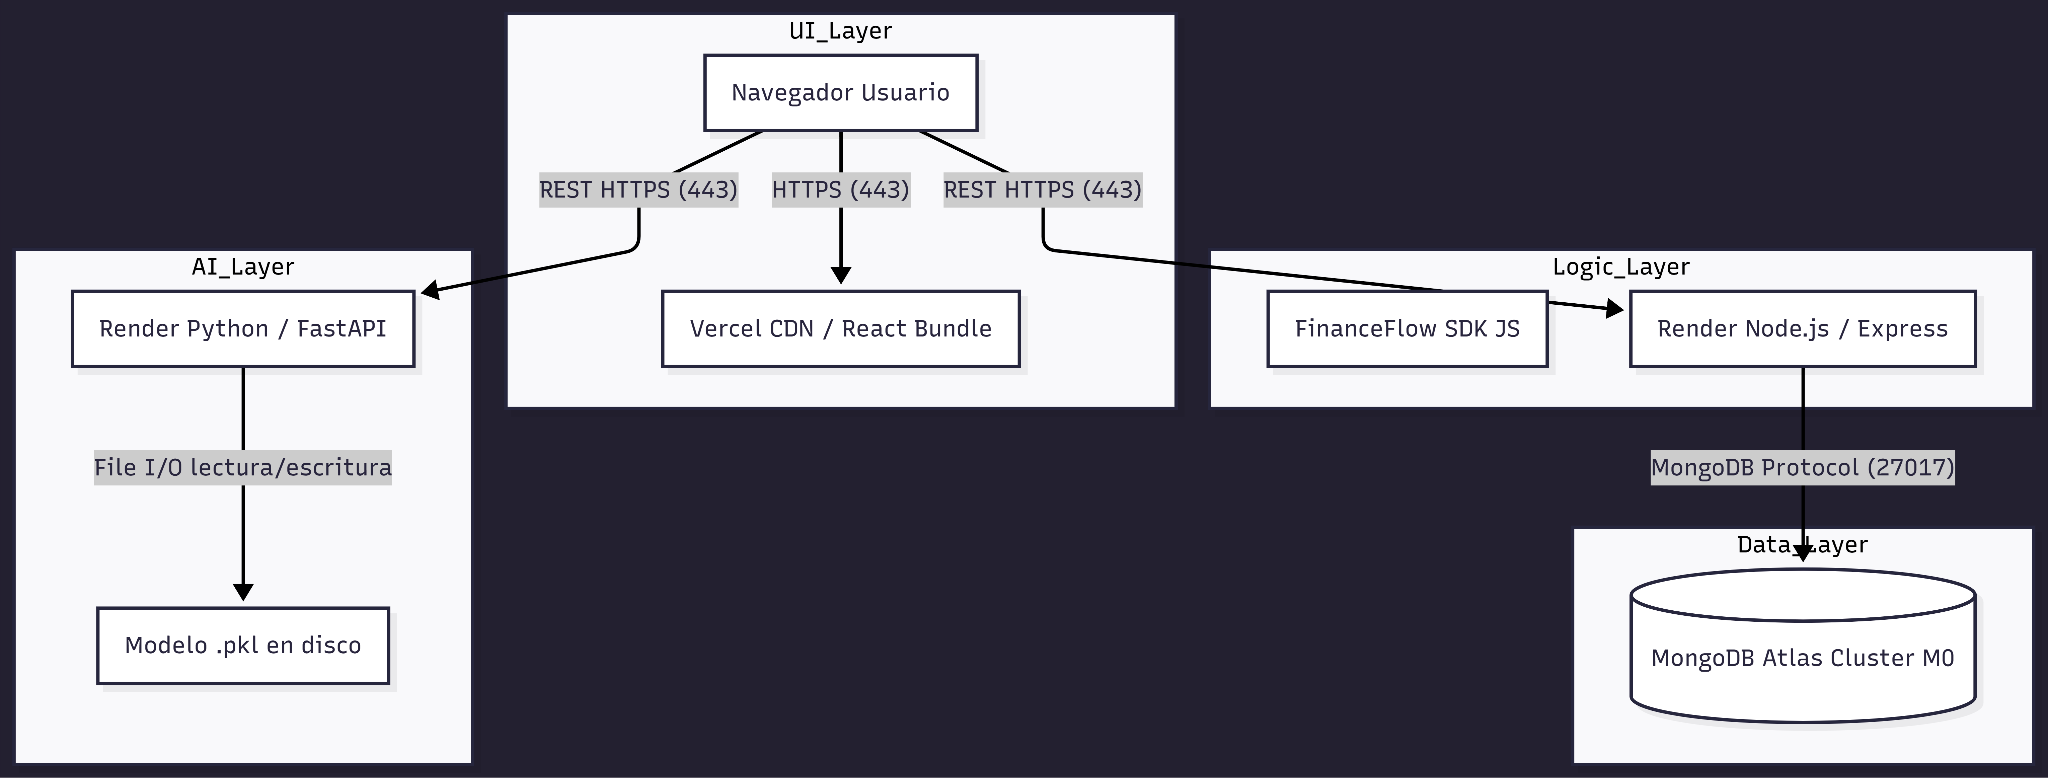 UI_Layer
Navegador Usuario
REST HTTPS (443)
HTTPS (443)
REST HTTPS (443)
AI_Layer
Logic_Layer
Render Python / FastAPI
Vercel CDN / React Bundle
FinanceFlow SDK JS
Render Node.js / Express
File I/O lectura/escritura
MongoDB Protocol (27017)
Data_Layer
Modelo .pkl en disco
MongoDB Atlas Cluster M0